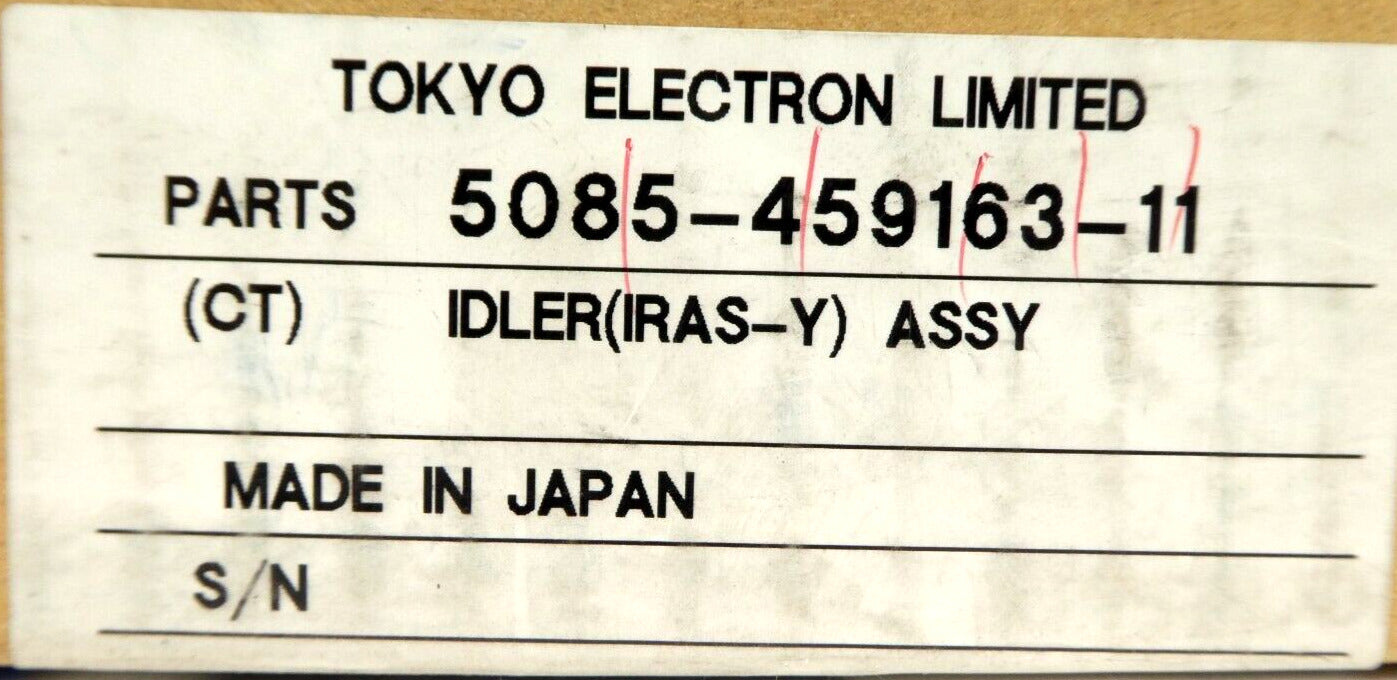 TOKYO ELECTRON LIMITED
PARTS 5085-459163-11
(CT) IDLER(IRAS-Y) ASSY
MADE IN JAPAN
S/N